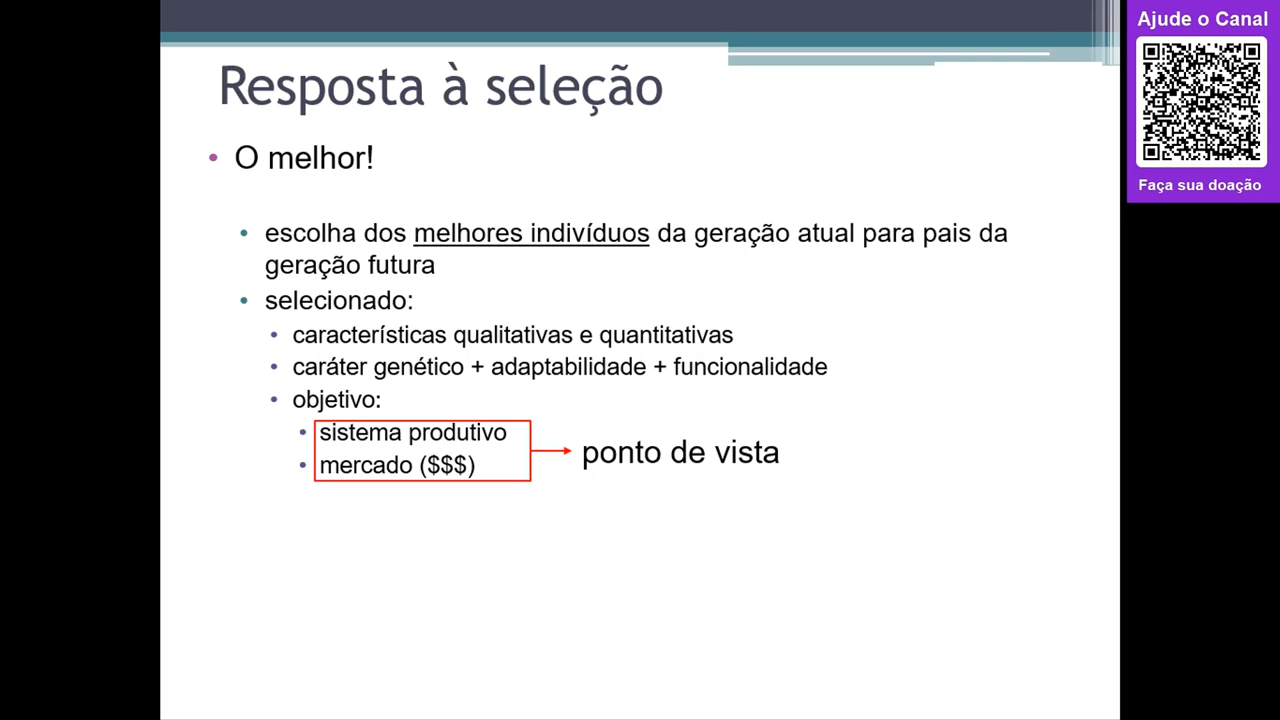 Resposta à seleção
• O melhor!
• escolha dos melhores indivíduos da geração atual para pais da
geração futura
• selecionado:
• características qualitativas e quantitativas
• caráter genético + adaptabilidade + funcionalidade
• objetivo:
• sistema produtivo
• mercado ($$$)
ponto de vista
Ajude o Canal
Faça sua doação